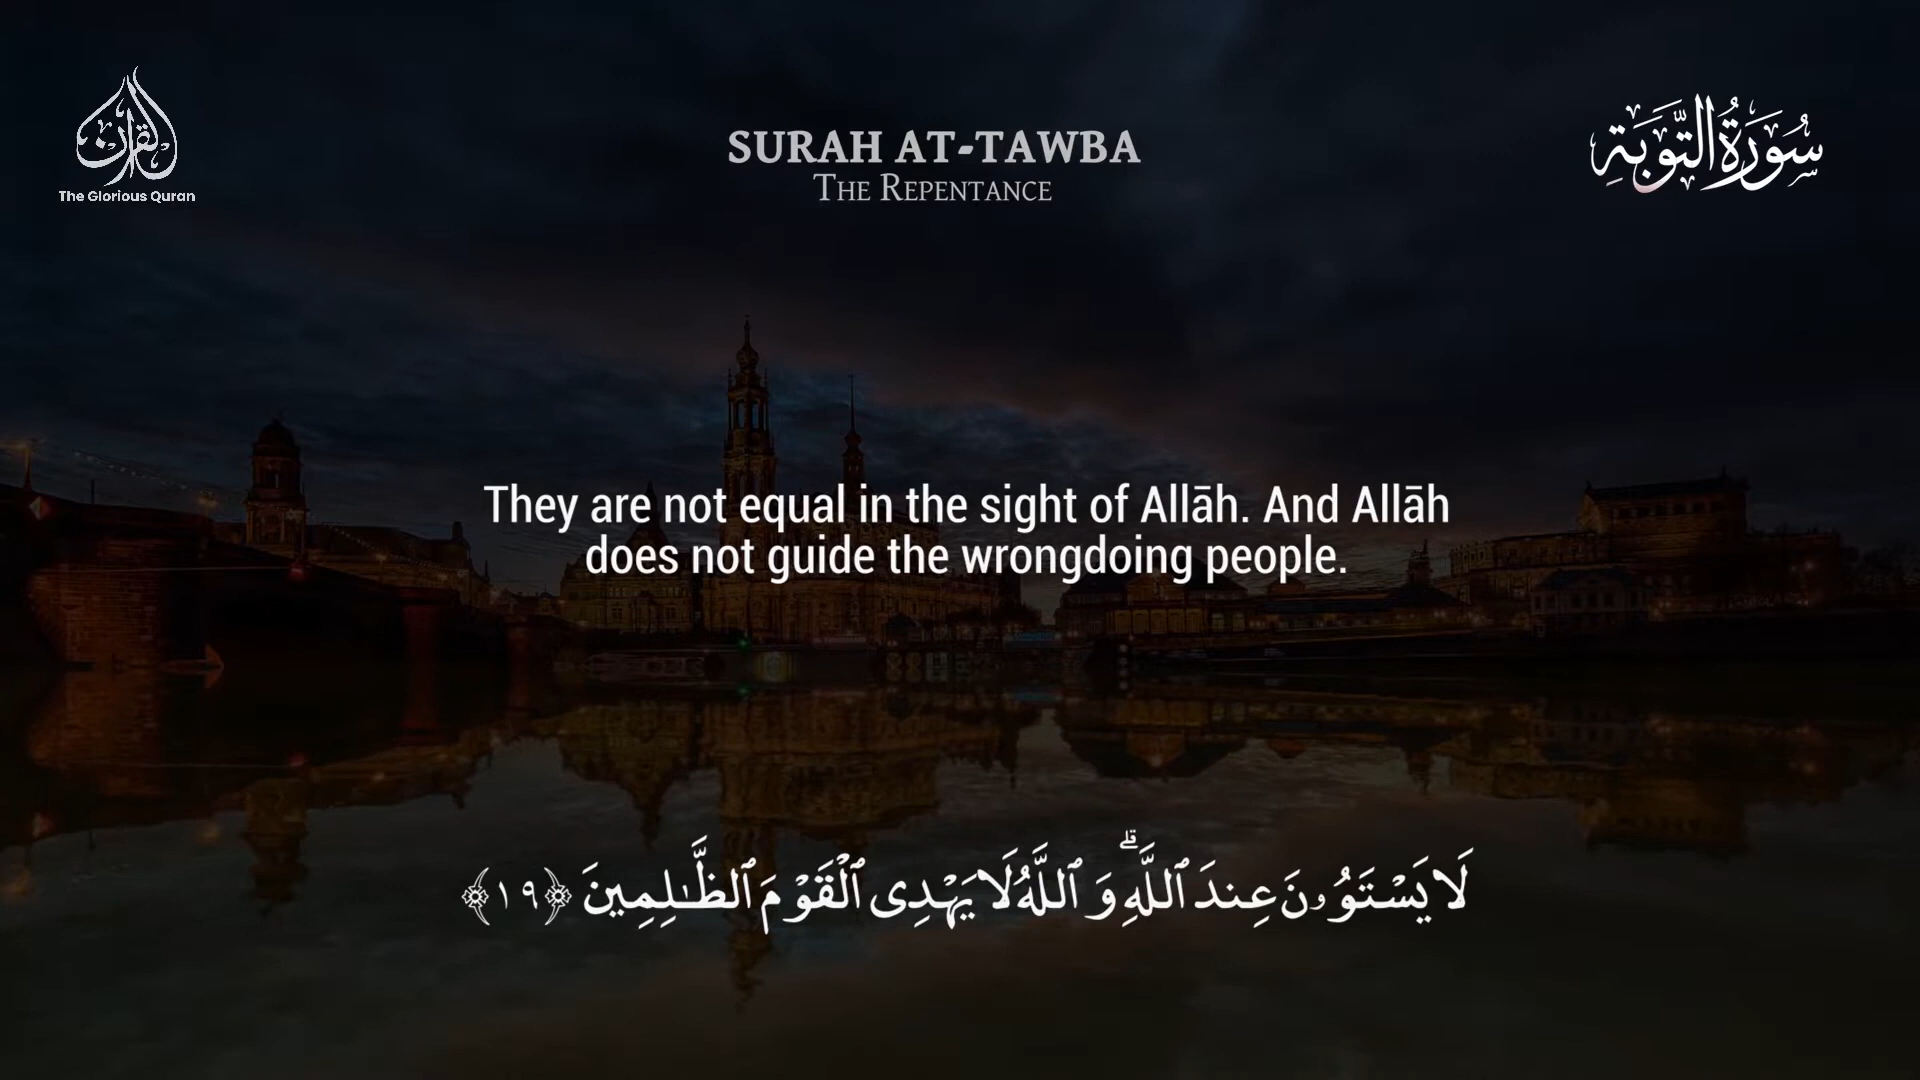 القرآن
The Glorious Quran
SURAH AT-TAWBA
THE REPENTANCE
سُورَةُ التَّوْبَةِ
They are not equal in the sight of Allāh. And Allāh
does not guide the wrongdoing people.
لَا يَسْتَوُۥنَ عِندَ ٱللَّهِ ۗ وَ ٱللَّهُ لَا يَهْدِى ٱلْقَوْمَ ٱلظَّـٰلِمِينَ ﴿١٩﴾